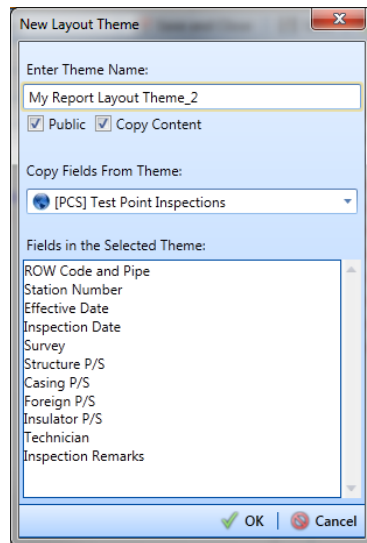 New Layout Theme
Enter Theme Name:
My Report Layout Theme_2
Public Copy Content
Copy Fields From Theme:
[PCS] Test Point Inspections
Fields in the Selected Theme:
ROW Code and Pipe
Station Number
Effective Date
Inspection Date
Survey
Structure P/S
Casing P/S
Foreign P/S
Insulator P/S
Technician
Inspection Remarks
OK | Cancel